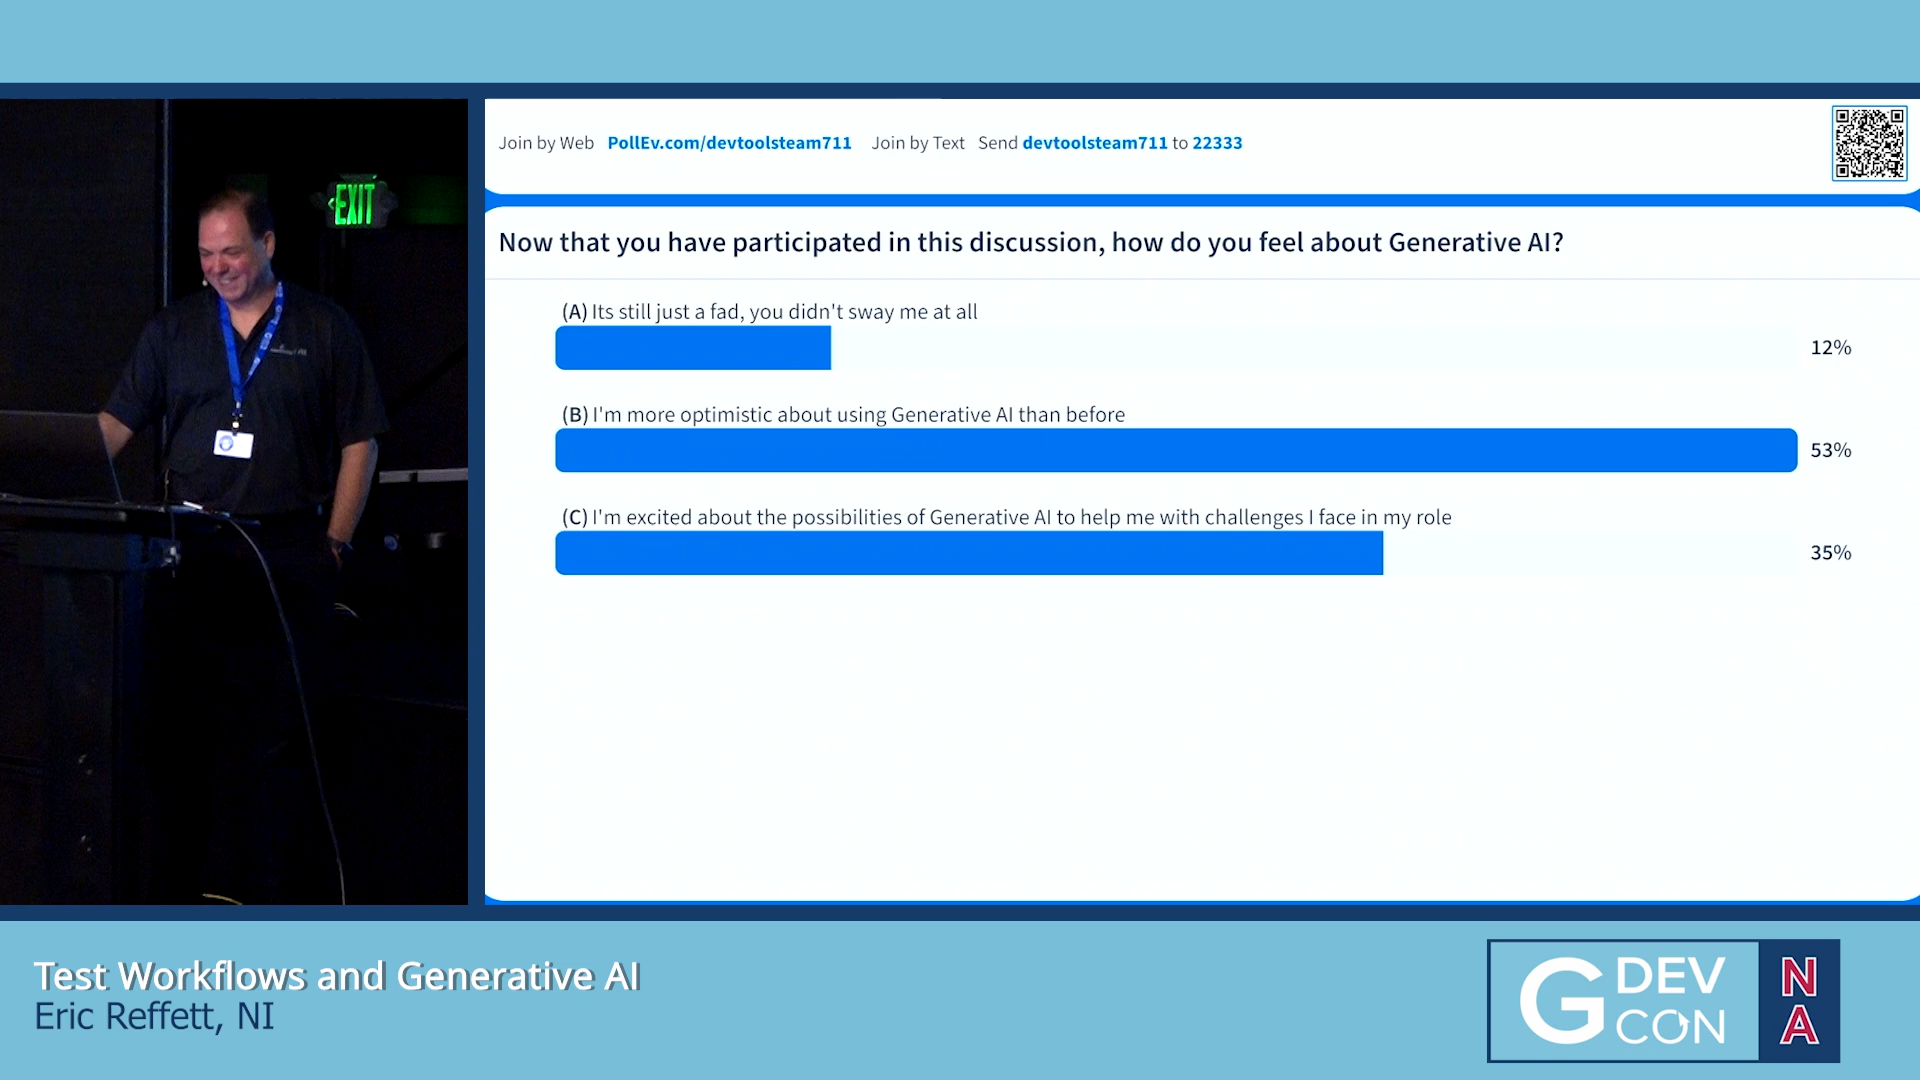 EXIT
Join by Web PollEv.com/devtoolsteam711 Join by Text Send devtoolsteam711 to 22333
Now that you have participated in this discussion, how do you feel about Generative AI?
(A) Its still just a fad, you didn't sway me at all
12%
(B) I'm more optimistic about using Generative AI than before
53%
(C) I'm excited about the possibilities of Generative AI to help me with challenges I face in my role
35%
Test Workflows and Generative AI
Eric Reffett, NI
G DEV CON NA